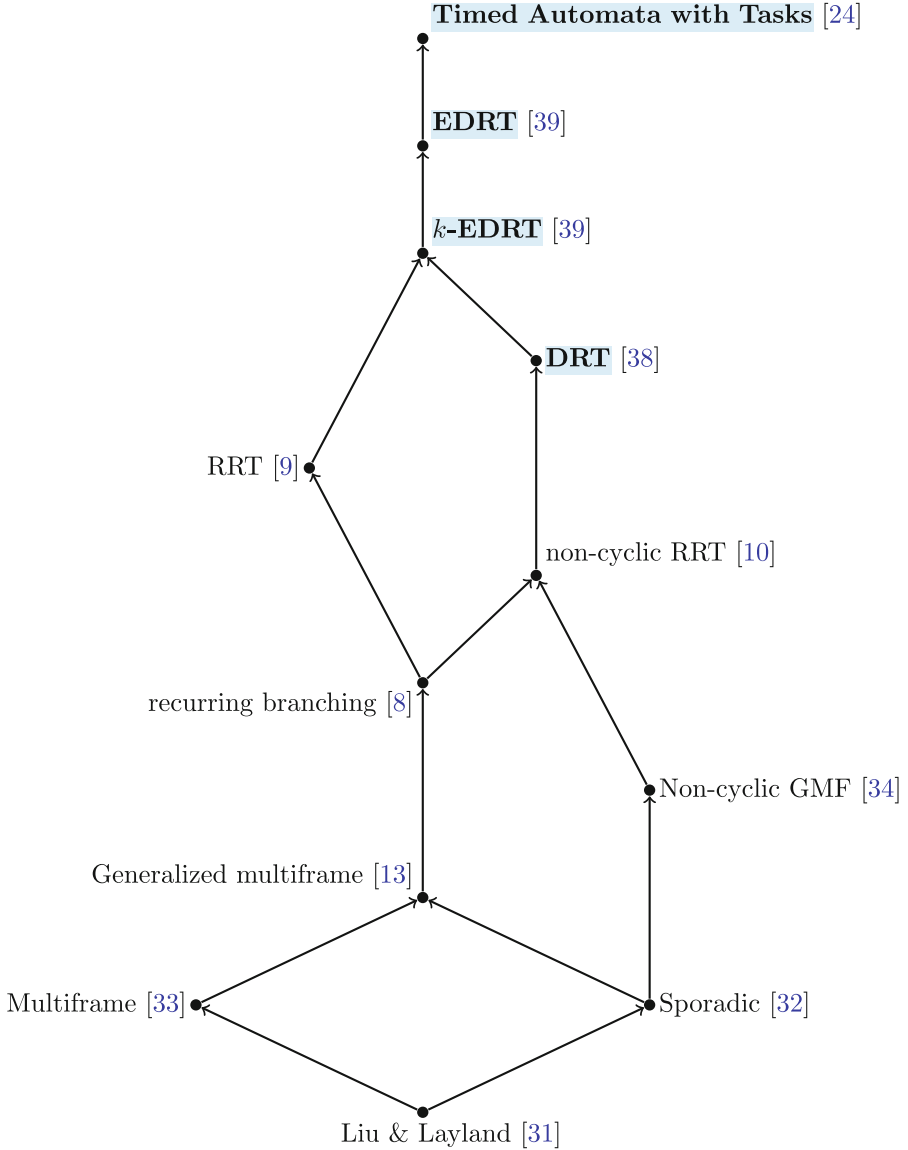 Timed Automata with Tasks [24]
EDRT [39]
k-EDRT [39]
DRT [38]
RRT [9]
non-cyclic RRT [10]
recurring branching [8]
Non-cyclic GMF [34]
Generalized multiframe [13]
Multiframe [33]
Sporadic [32]
Liu & Layland [31]